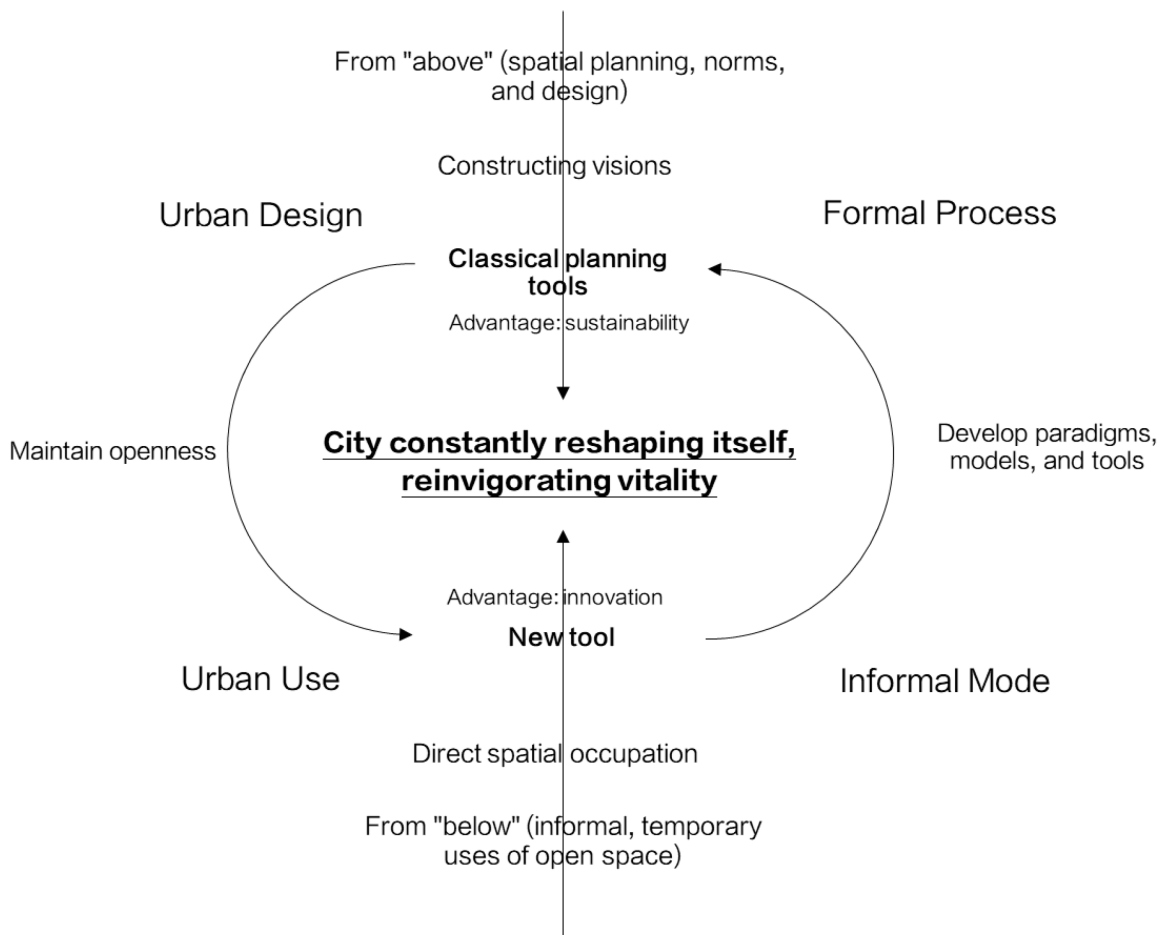 From "above" (spatial planning, norms,
and design)
Constructing visions
Urban Design
Formal Process
Classical planning
tools
Advantage: sustainability
Maintain openness
City constantly reshaping itself,
reinvigorating vitality
Develop paradigms,
models, and tools
Advantage: innovation
New tool
Urban Use
Informal Mode
Direct spatial occupation
From "below" (informal, temporary
uses of open space)